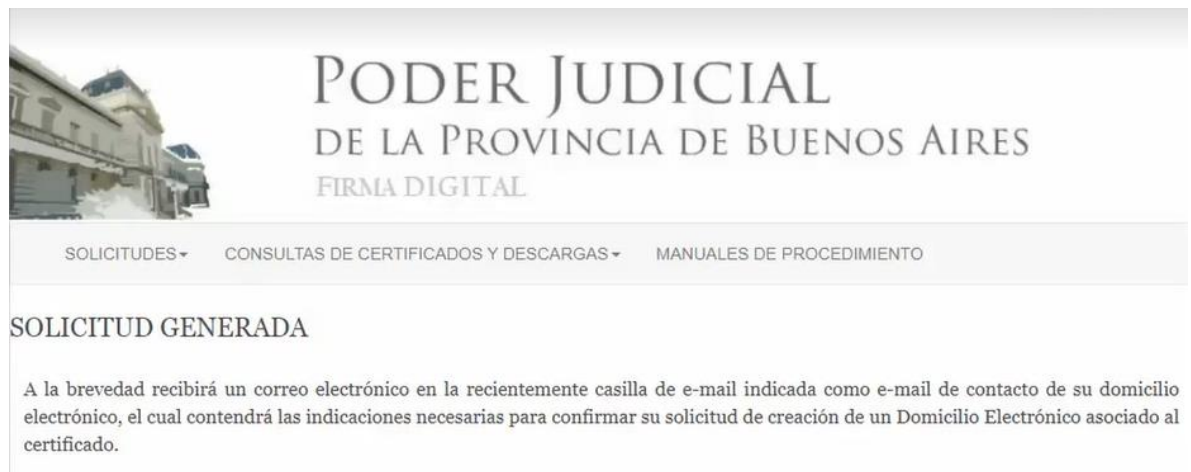 PODER JUDICIAL
DE LA PROVINCIA DE BUENOS AIRES
FIRMA DIGITAL
SOLICITUDES CONSULTAS DE CERTIFICADOS Y DESCARGAS MANUALES DE PROCEDIMIENTO
SOLICITUD GENERADA
A la brevedad recibirá un correo electrónico en la recientemente casilla de e-mail indicada como e-mail de contacto de su domicilio
electrónico, el cual contendrá las indicaciones necesarias para confirmar su solicitud de creación de un Domicilio Electrónico asociado al
certificado.